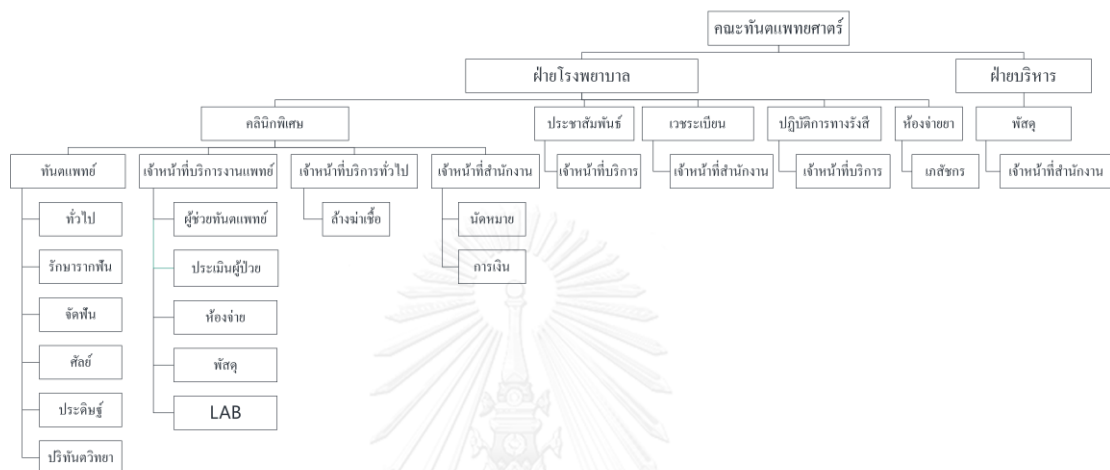 คณะทันตแพทยศาตร์
ฝ่ายโรงพยาบาล
ฝ่ายบริหาร
คลินิกพิเศษ
ประชาสัมพันธ์
เวชระเบียน
ปฏิบัติการทางรังสี
ห้องจ่ายยา
พัสดุ
ทันตแพทย์
เจ้าหน้าที่บริการงานแพทย์
เจ้าหน้าที่บริการทั่วไป
เจ้าหน้าที่สำนักงาน
เจ้าหน้าที่บริการ
เจ้าหน้าที่สำนักงาน
เจ้าหน้าที่บริการ
เภสัชกร
เจ้าหน้าที่สำนักงาน
ทั่วไป
ผู้ช่วยทันตแพทย์
ล้างฆ่าเชื้อ
นัดหมาย
รักษารากฟัน
ประเมินผู้ป่วย
การเงิน
จัดฟัน
ห้องจ่าย
ศัลย์
พัสดุ
ประดิษฐ์
LAB
ปริทันตวิทยา